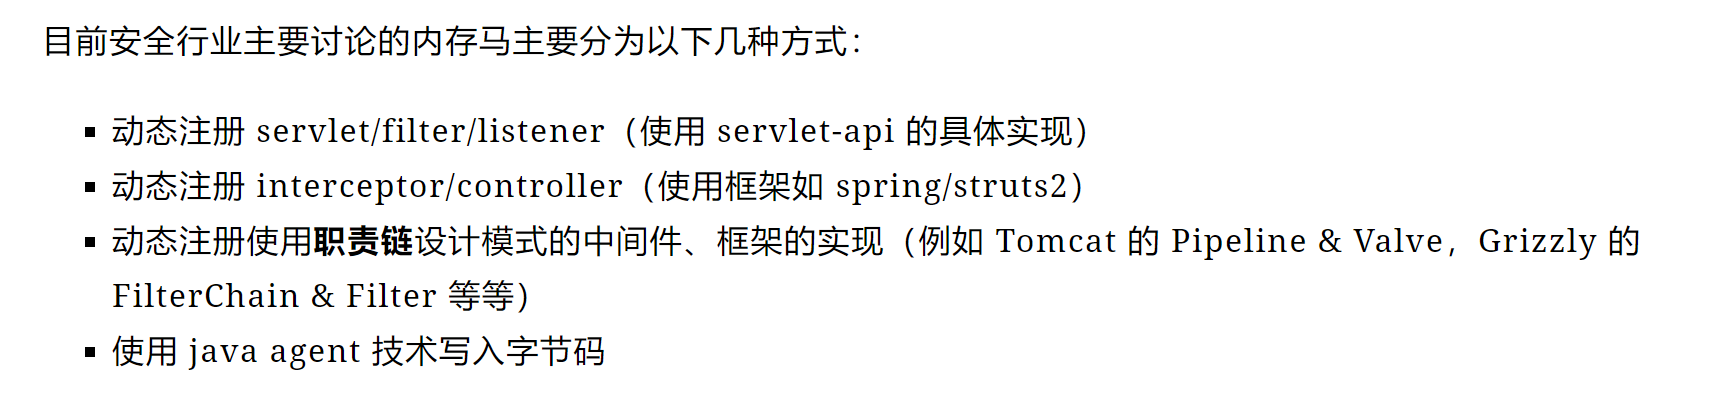 目前安全行业主要讨论的内存马主要分为以下几种方式：
动态注册 servlet/filter/listener（使用 servlet-api 的具体实现）
动态注册 interceptor/controller（使用框架如 spring/struts2）
动态注册使用职责链设计模式的中间件、框架的实现（例如 Tomcat 的 Pipeline & Valve，Grizzly 的
FilterChain & Filter 等等）
使用 java agent 技术写入字节码